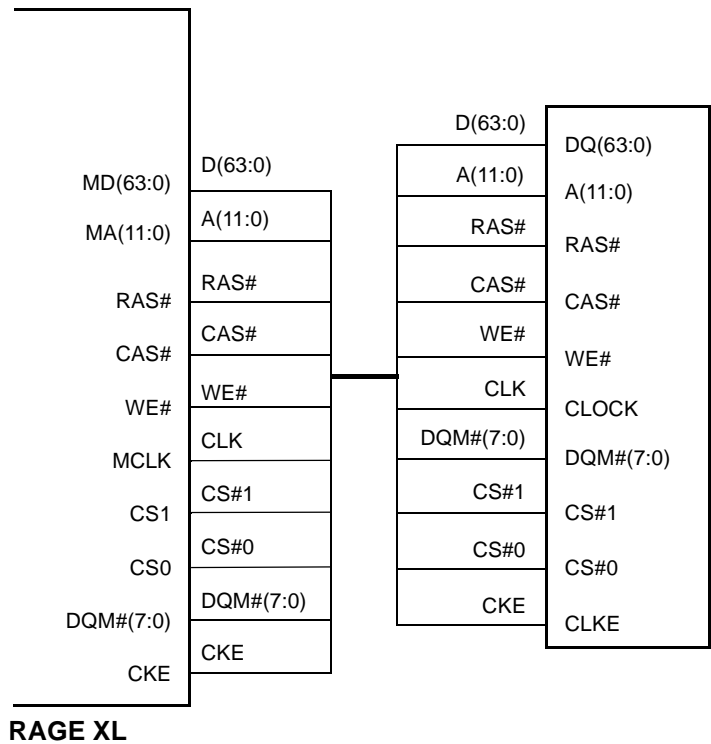 MD(63:0)
MA(11:0)
RAS#
CAS#
WE#
MCLK
CS1
CS0
DQM#(7:0)
CKE
RAGE XL
D(63:0)
A(11:0)
RAS#
CAS#
WE#
CLK
CS#1
CS#0
DQM#(7:0)
CKE
D(63:0)
A(11:0)
RAS#
CAS#
WE#
CLK
DQM#(7:0)
CS#1
CS#0
CKE
DQ(63:0)
A(11:0)
RAS#
CAS#
WE#
CLOCK
DQM#(7:0)
CS#1
CS#0
CLKE